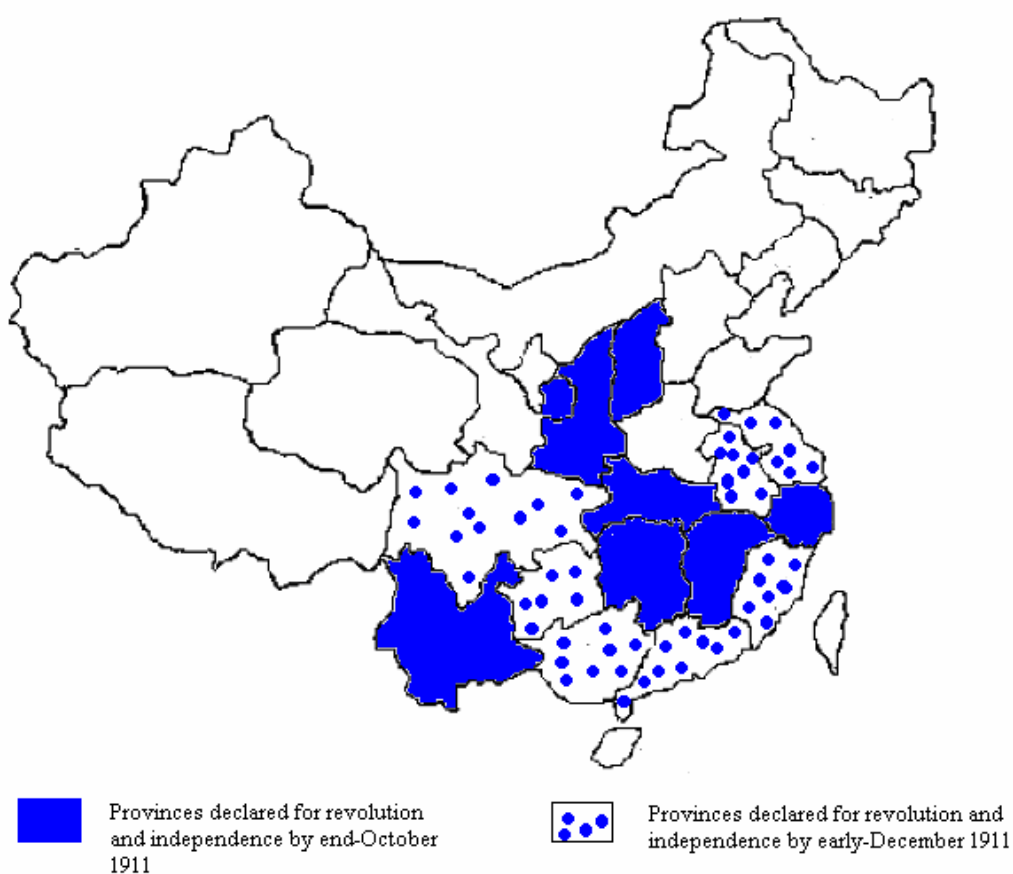 Provinces declared for revolution
and independence by end-October
1911
Provinces declared for revolution and
independence by early-December 1911